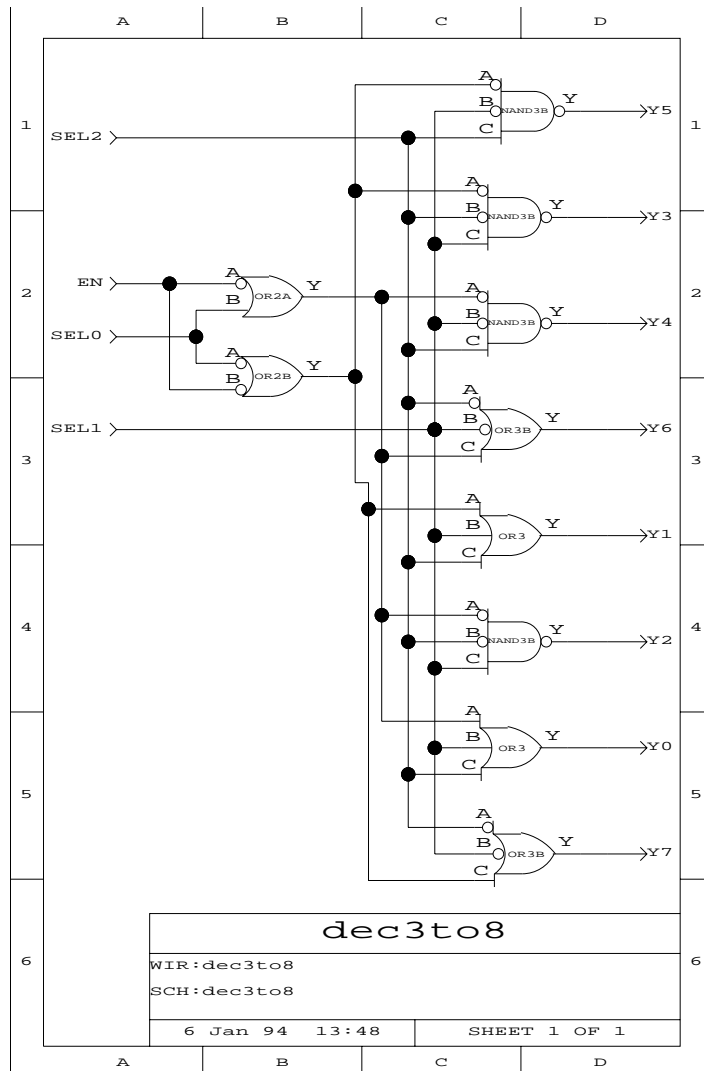 A B C D
A
1 B NAND3B Y Y5 1
SEL2 C
A
B NAND3B Y Y3
C
2 EN A Y A 2
B OR2A B NAND3B Y Y4
SEL0 C
A Y
B OR2B A
SEL1 B OR3B Y Y6
3 C 3
A
B OR3 Y Y1
C
A
4 B NAND3B Y Y2 4
C
A
B OR3 Y Y0
C
5 5
A
B OR3B Y Y7
C
dec3to8
6 WIR:dec3to8 6
SCH:dec3to8
6 Jan 94 13:48 SHEET 1 OF 1
A B C D